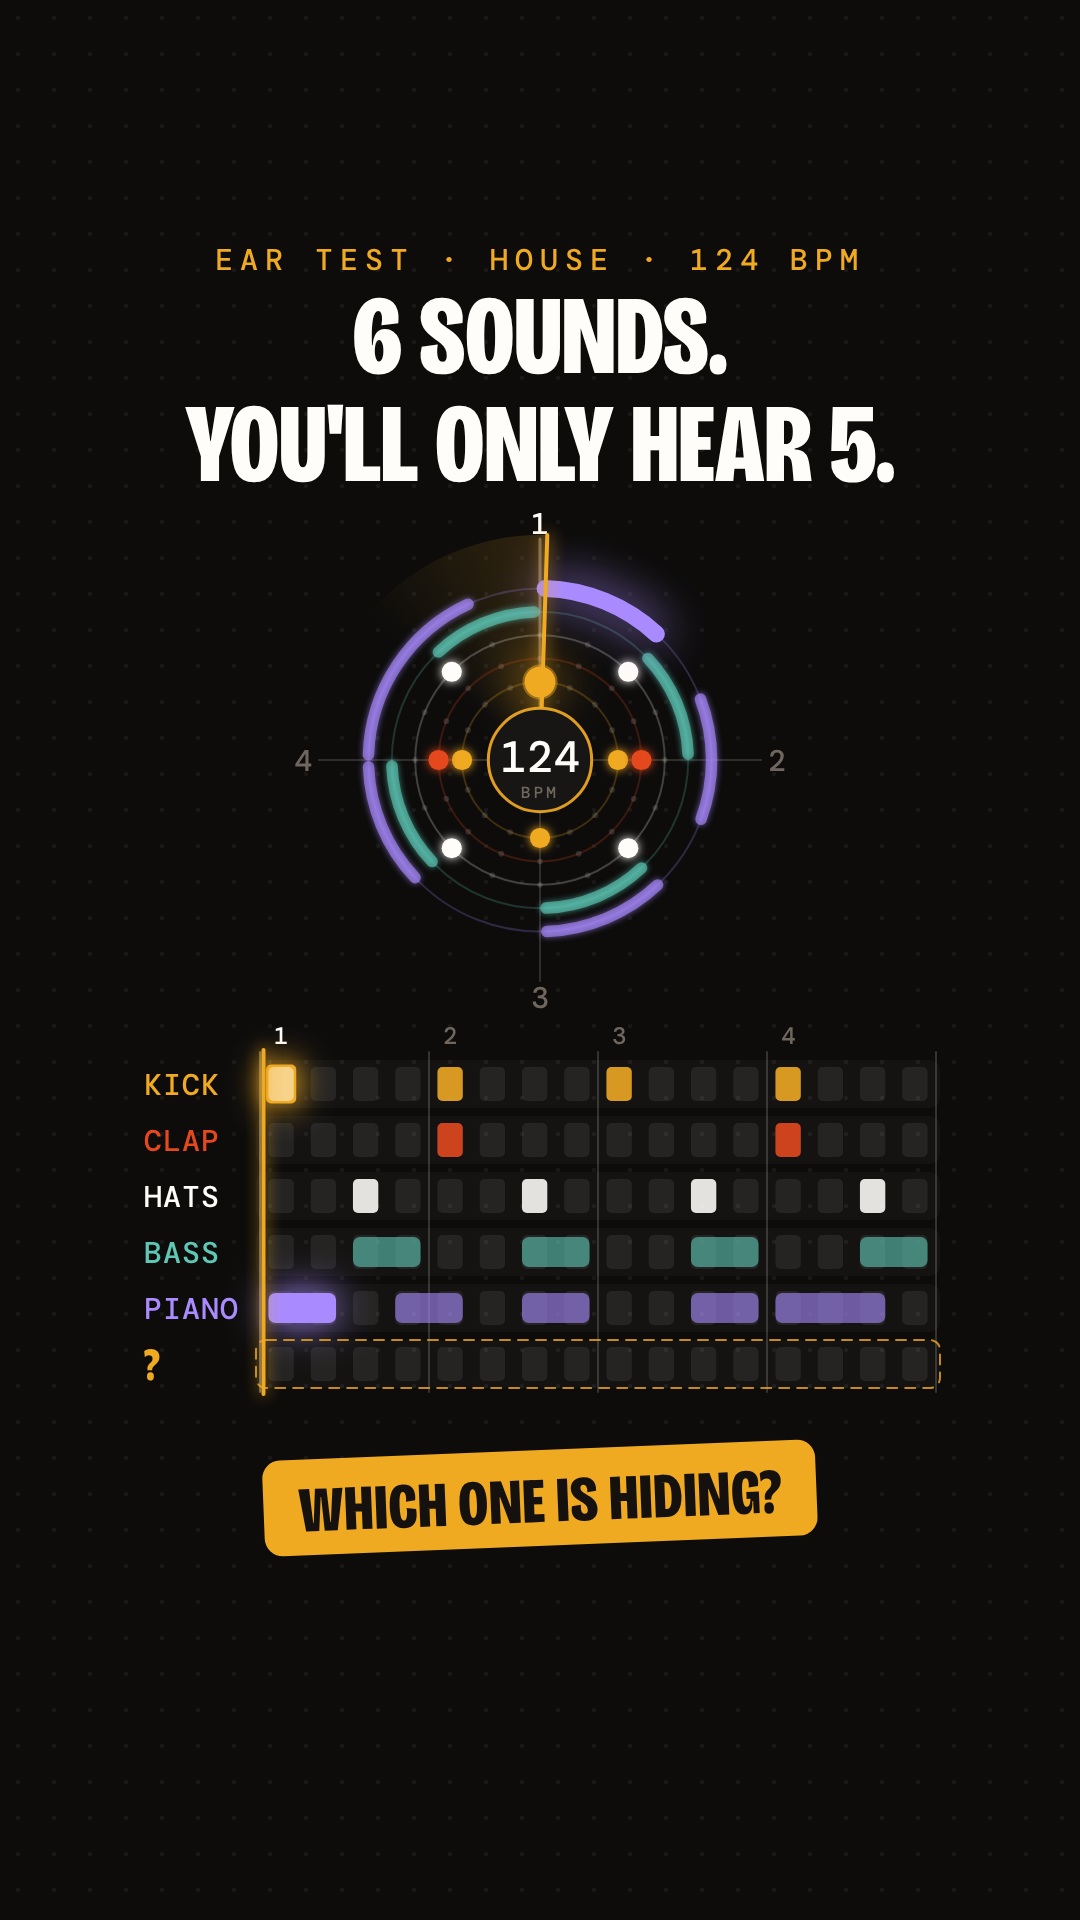 EAR TEST · HOUSE · 124 BPM
6 SOUNDS.
YOU'LL ONLY HEAR 5.
1
4
124
BPM
2
3
1 2 3 4
KICK
CLAP
HATS
BASS
PIANO
?
WHICH ONE IS HIDING?